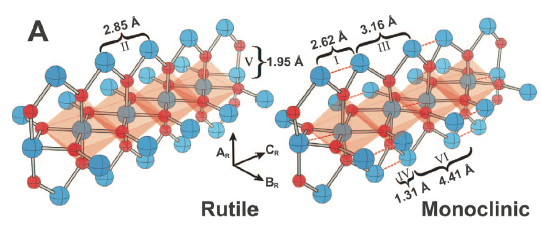 A
2.85 Å
II
V
1.95 Å
A_R
C_R
B_R
Rutile
2.62 Å
I
3.16 Å
III
IV
1.31 Å
VI
4.41 Å
Monoclinic